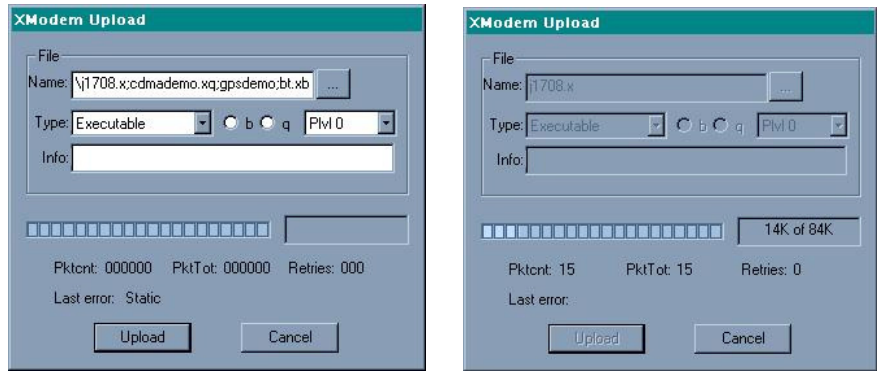 XModem Upload
File
Name: \j1708.x;cdmademo.xq;gpsdemo;bt.xb ...
Type: Executable b q Plvl 0
Info:
Pktcnt: 000000 PktTot: 000000 Retries: 000
Last error: Static
Upload Cancel
XModem Upload
File
Name: j1708.x ...
Type: Executable b q Plvl 0
Info:
14K of 84K
Pktcnt: 15 PktTot: 15 Retries: 0
Last error:
Upload Cancel